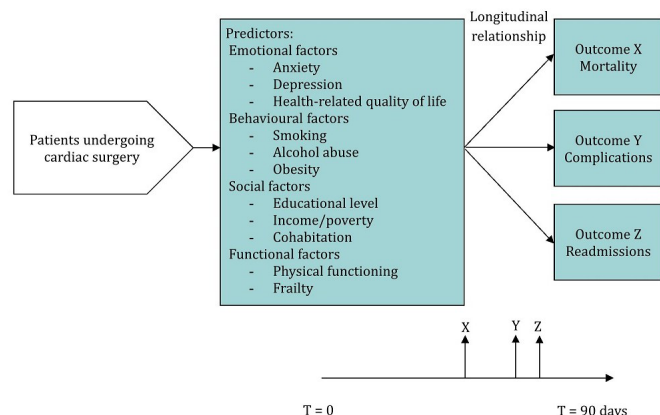 Patients undergoing
cardiac surgery
Predictors:
Emotional factors
- Anxiety
- Depression
- Health-related quality of life
Behavioural factors
- Smoking
- Alcohol abuse
- Obesity
Social factors
- Educational level
- Income/poverty
- Cohabitation
Functional factors
- Physical functioning
- Frailty
Longitudinal
relationship
Outcome X
Mortality
Outcome Y
Complications
Outcome Z
Readmissions
X Y Z
T = 0 T = 90 days